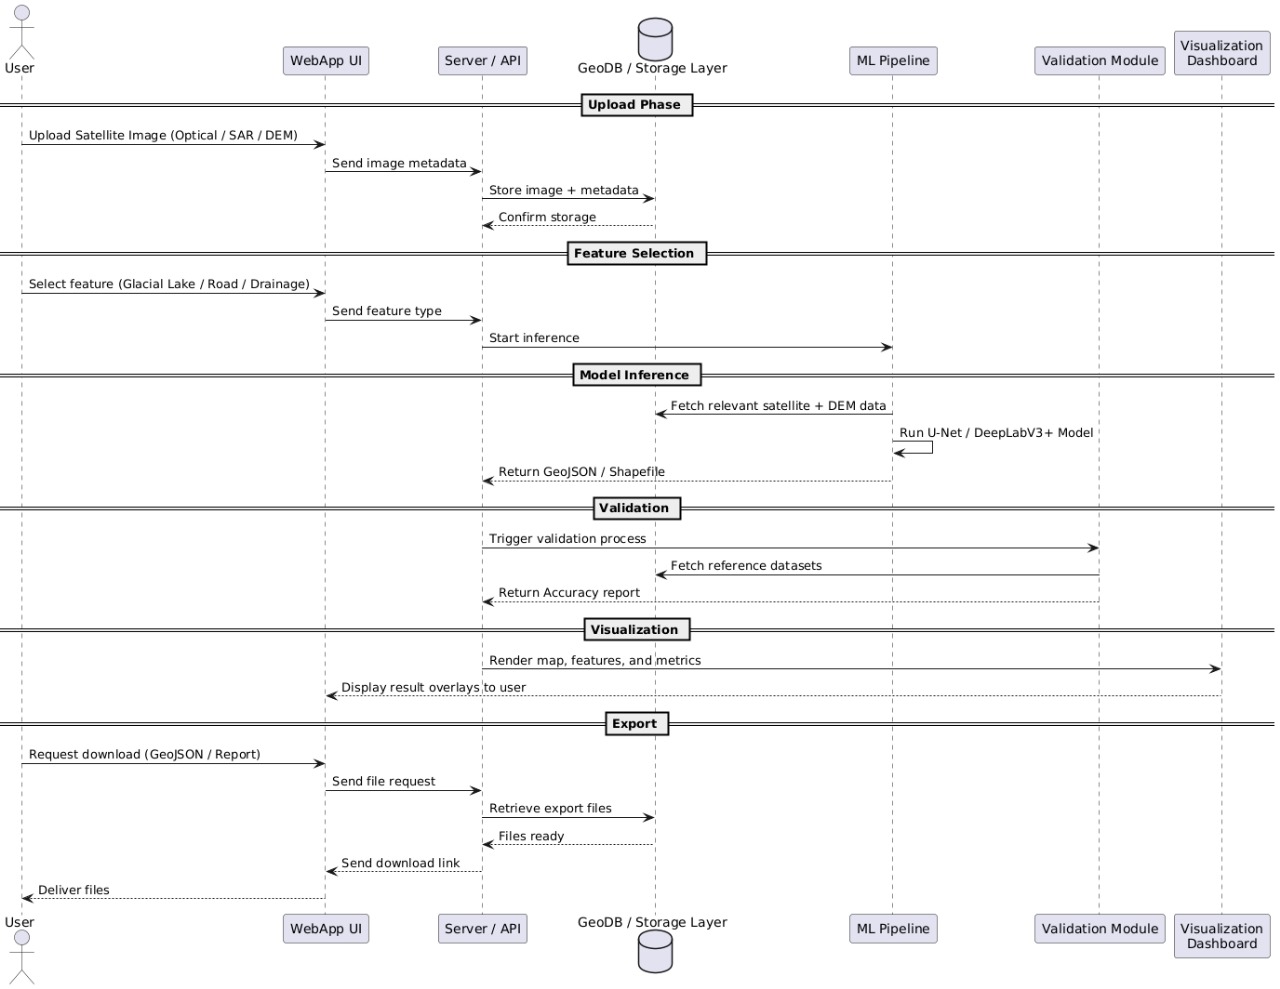 User
WebApp UI
Server / API
GeoDB / Storage Layer
ML Pipeline
Validation Module
Visualization
Dashboard
Upload Phase
Upload Satellite Image (Optical / SAR / DEM)
Send image metadata
Store image + metadata
Confirm storage
Feature Selection
Select feature (Glacial Lake / Road / Drainage)
Send feature type
Start inference
Model Inference
Fetch relevant satellite + DEM data
Run U-Net / DeepLabV3+ Model
Return GeoJSON / Shapefile
Validation
Trigger validation process
Fetch reference datasets
Return Accuracy report
Visualization
Render map, features, and metrics
Display result overlays to user
Export
Request download (GeoJSON / Report)
Send file request
Retrieve export files
Files ready
Send download link
Deliver files
User
WebApp UI
Server / API
GeoDB / Storage Layer
ML Pipeline
Validation Module
Visualization
Dashboard